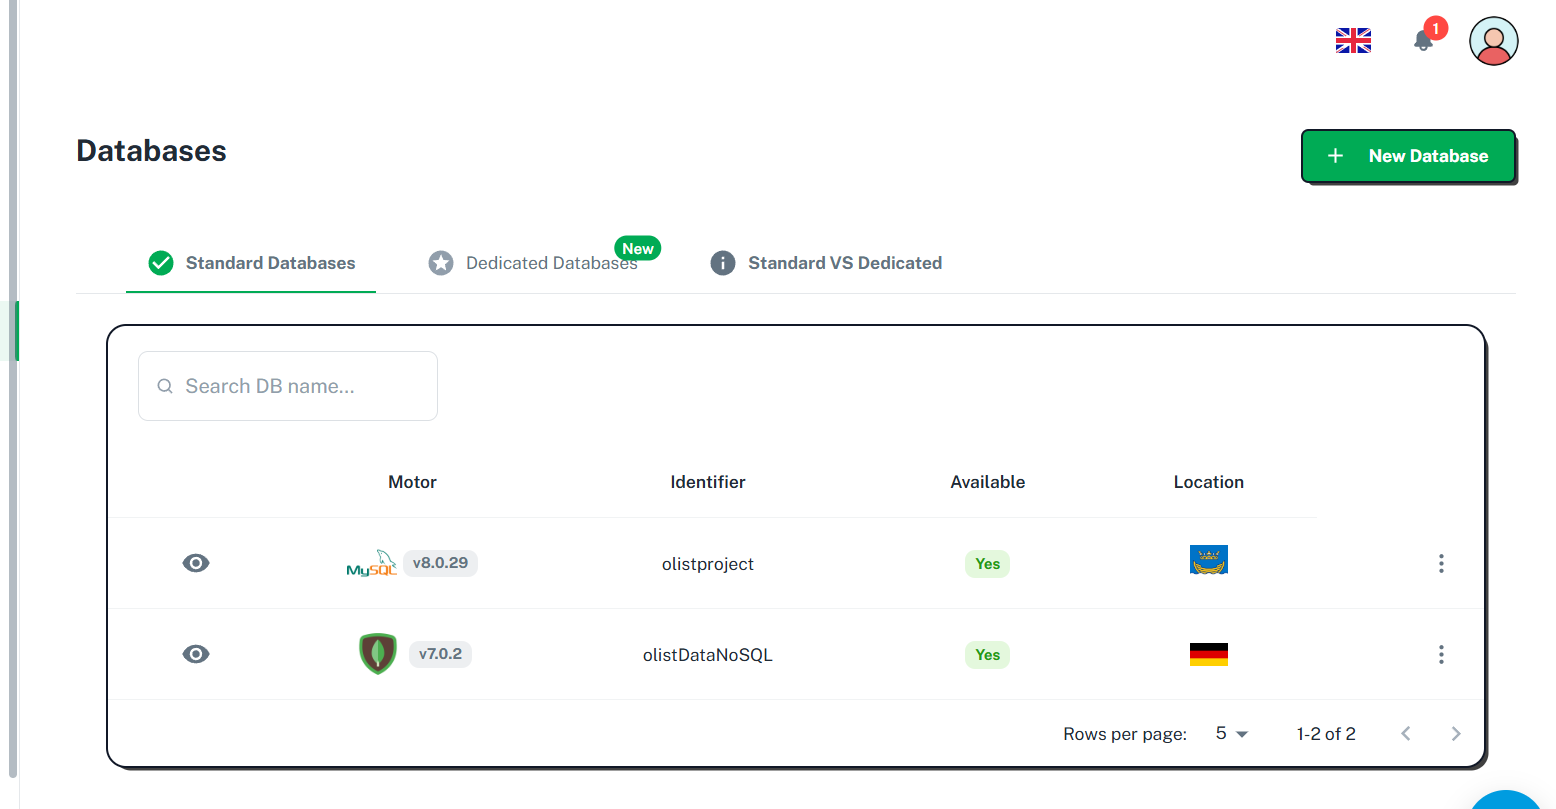 1
Databases
New Database
Standard Databases
Dedicated Databases
New
Standard VS Dedicated
Search DB name...
Motor Identifier Available Location
MySQL v8.0.29 olistproject Yes
v7.0.2 olistDataNoSQL Yes
Rows per page: 5 1-2 of 2